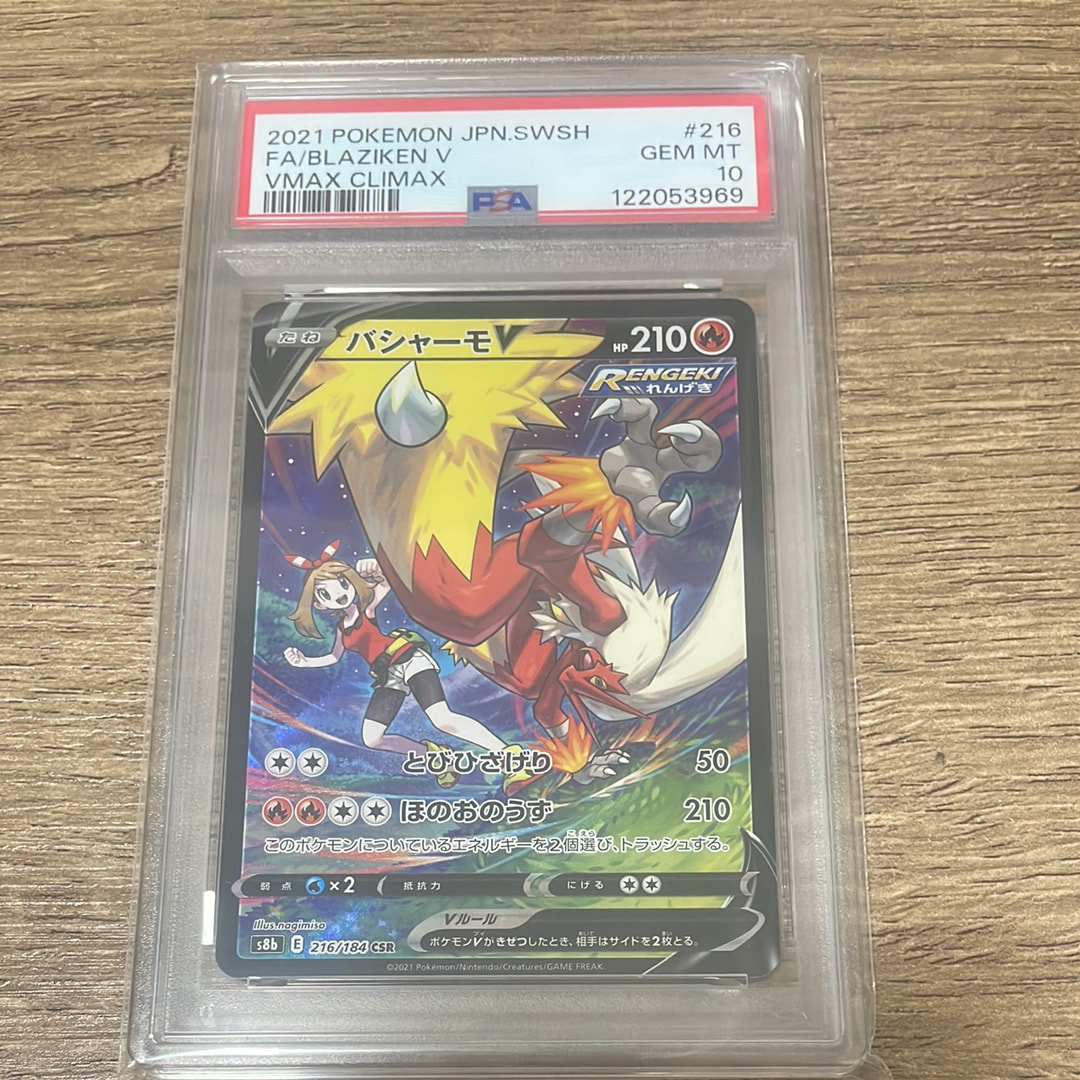 2021 POKEMON JPN.SWSH #216
FA/BLAZIKEN V GEM MT
VMAX CLIMAX 10
PSA 122053969
たね バシャーモV HP 210
RENGEKI
れんげき
とびひざげり 50
ほのおのうず 210
このポケモンについているエネルギーを2個選び、トラッシュする。
弱点 ×2 抵抗力 にげる
Vルール
Illus.nagimiso
ポケモンVがきぜつしたとき、相手はサイドを2枚とる。
s8b E 216/184 CSR
©2021 Pokémon/Nintendo/Creatures/GAME FREAK.